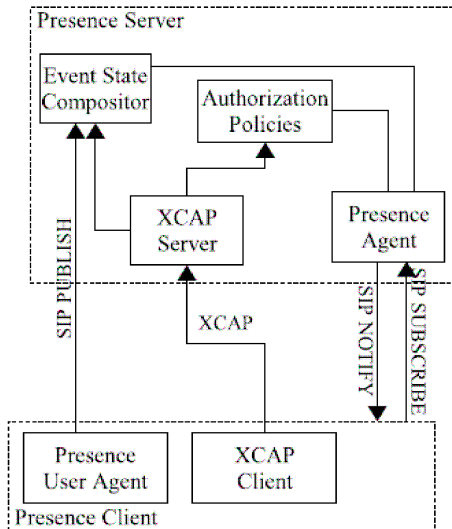 Presence Server
Event State
Compositor
Authorization
Policies
XCAP
Server
Presence
Agent
SIP PUBLISH
XCAP
SIP NOTIFY
SIP SUBSCRIBE
Presence
User Agent
XCAP
Client
Presence Client